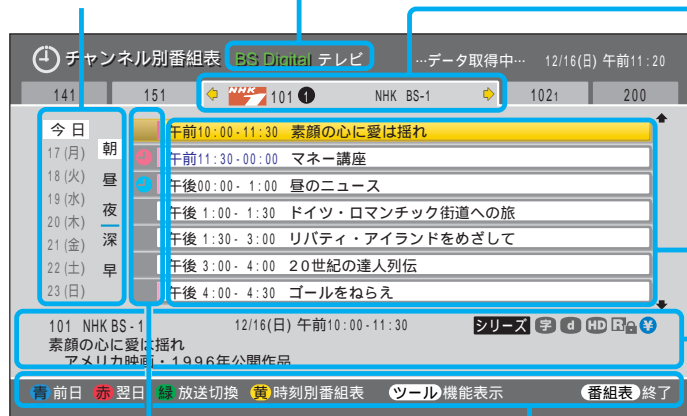 チャンネル別番組表 BS Digital テレビ …データ取得中… 12/16(日) 午前11:20
141 151 NHK 101 1 NHK BS-1 1021 200
今日
17(月)
18(火)
19(水)
20(木)
21(金)
22(土)
23(日)
朝
昼
夜
深
早
午前10:00-11:30 素顔の心に愛は揺れ
午前11:30-00:00 マネー講座
午後00:00- 1:00 昼のニュース
午後 1:00- 1:30 ドイツ・ロマンチック街道への旅
午後 1:30- 3:00 リバティ・アイランドをめざして
午後 3:00- 4:00 20世紀の達人列伝
午後 4:00- 4:30 ゴールをねらえ
101 NHK BS-1 12/16(日) 午前10:00-11:30 シリーズ 字 d HD R ¥
素顔の心に愛は揺れ
アメリカ映画・1996年公開作品
青 前日 赤 翌日 緑 放送切換 黄 時刻別番組表 ツール 機能表示 番組表 終了